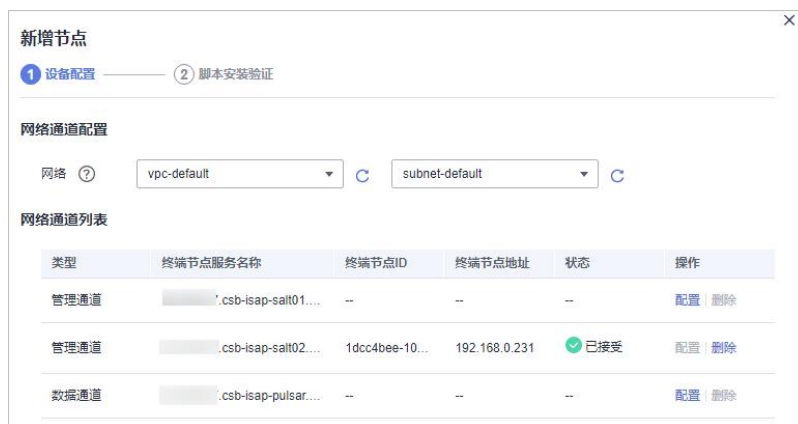 新增节点
1 设备配置 2 脚本安装验证
网络通道配置
网络 ? vpc-default subnet-default
网络通道列表
类型 终端节点服务名称 终端节点ID 终端节点地址 状态 操作
管理通道 .csb-isap-salt01.... -- -- -- 配置 删除
管理通道 .csb-isap-salt02.... 1dcc4bee-10... 192.168.0.231 已接受 配置 删除
数据通道 .csb-isap-pulsar.... -- -- -- 配置 删除